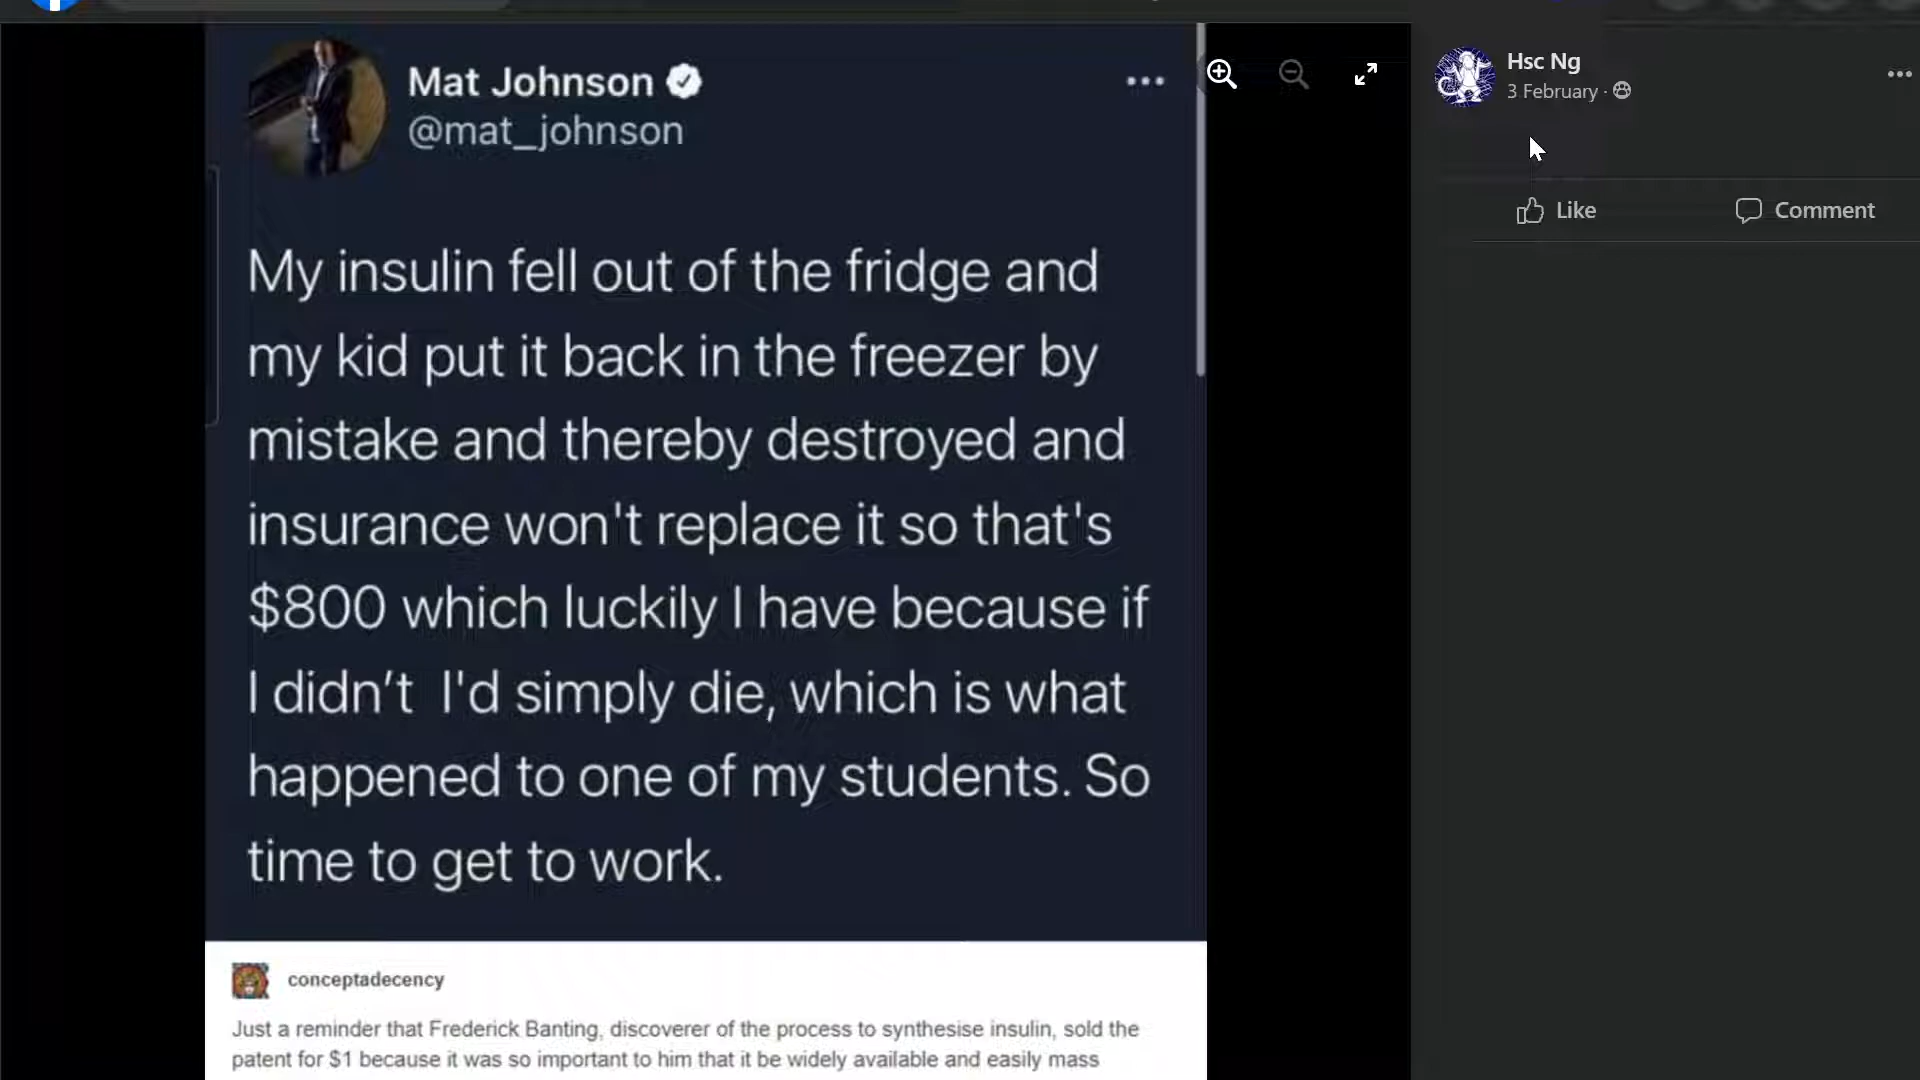 Mat Johnson
@mat_johnson
My insulin fell out of the fridge and
my kid put it back in the freezer by
mistake and thereby destroyed and
insurance won't replace it so that's
$800 which luckily I have because if
I didn’t  I'd simply die, which is what
happened to one of my students. So
time to get to work.
conceptadecency
Just a reminder that Frederick Banting, discoverer of the process to synthesise insulin, sold the
patent for $1 because it was so important to him that it be widely available and easily mass
Hsc Ng
3 February ·
Like
Comment